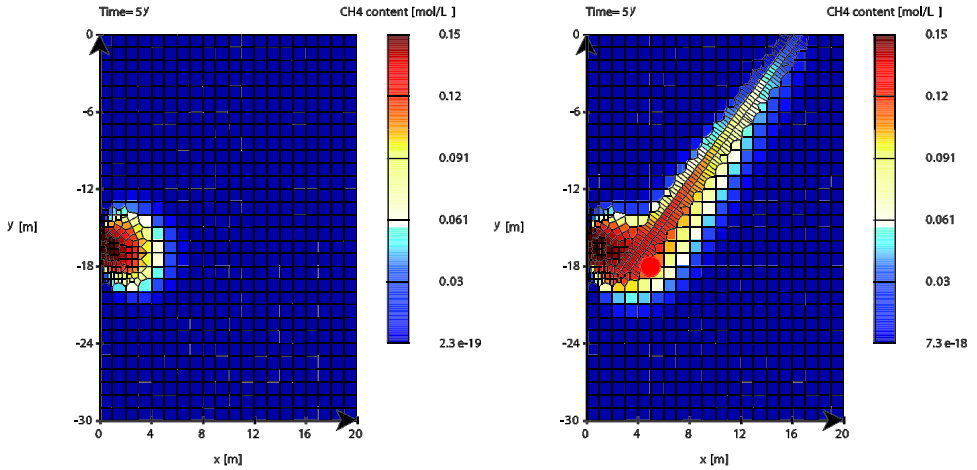 Time= 5y CH4 content [mol/L ]
0
-6
-12
-18
-24
-30
y [m]
0 4 8 12 16 20
x [m]
0.15
0.12
0.091
0.061
0.03
2.3 e-19
Time= 5y CH4 content [mol/L ]
0
-6
-12
-18
-24
-30
y [m]
0 4 8 12 16 20
x [m]
0.15
0.12
0.091
0.061
0.03
7.3 e-18